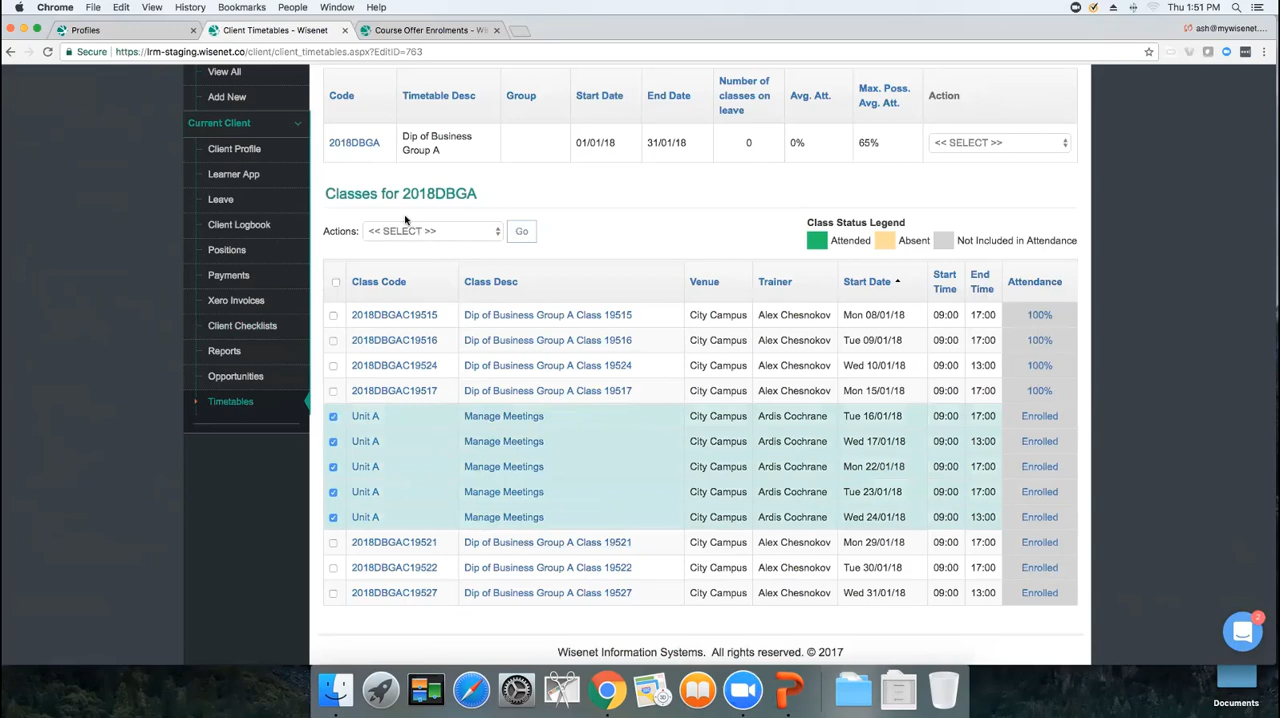 Chrome File Edit View History Bookmarks People Window Help Thu 1:51 PM
Profiles × Client Timetables - Wisenet × Course Offer Enrolments - Wi × ash@mywisenet....
Secure https://lrm-staging.wisenet.co/client/client_timetables.aspx?EditID=763
View All
Add New
Current Client
Client Profile
Learner App
Leave
Client Logbook
Positions
Payments
Xero Invoices
Client Checklists
Reports
Opportunities
Timetables
Code Timetable Desc Group Start Date End Date Number of classes on leave Avg. Att. Max. Poss. Avg. Att. Action
2018DBGA Dip of Business Group A 01/01/18 31/01/18 0 0% 65% << SELECT >>
Classes for 2018DBGA
Actions: << SELECT >> Go
Class Status Legend
Attended Absent Not Included in Attendance
Class Code Class Desc Venue Trainer Start Date Start Time End Time Attendance
2018DBGAC19515 Dip of Business Group A Class 19515 City Campus Alex Chesnokov Mon 08/01/18 09:00 17:00 100%
2018DBGAC19516 Dip of Business Group A Class 19516 City Campus Alex Chesnokov Tue 09/01/18 09:00 17:00 100%
2018DBGAC19524 Dip of Business Group A Class 19524 City Campus Alex Chesnokov Wed 10/01/18 09:00 13:00 100%
2018DBGAC19517 Dip of Business Group A Class 19517 City Campus Alex Chesnokov Mon 15/01/18 09:00 17:00 100%
Unit A Manage Meetings City Campus Ardis Cochrane Tue 16/01/18 09:00 17:00 Enrolled
Unit A Manage Meetings City Campus Ardis Cochrane Wed 17/01/18 09:00 13:00 Enrolled
Unit A Manage Meetings City Campus Ardis Cochrane Mon 22/01/18 09:00 17:00 Enrolled
Unit A Manage Meetings City Campus Ardis Cochrane Tue 23/01/18 09:00 17:00 Enrolled
Unit A Manage Meetings City Campus Ardis Cochrane Wed 24/01/18 09:00 13:00 Enrolled
2018DBGAC19521 Dip of Business Group A Class 19521 City Campus Alex Chesnokov Mon 29/01/18 09:00 17:00 Enrolled
2018DBGAC19522 Dip of Business Group A Class 19522 City Campus Alex Chesnokov Tue 30/01/18 09:00 17:00 Enrolled
2018DBGAC19527 Dip of Business Group A Class 19527 City Campus Alex Chesnokov Wed 31/01/18 09:00 13:00 Enrolled
Wisenet Information Systems. All rights reserved. © 2017
2
Documents